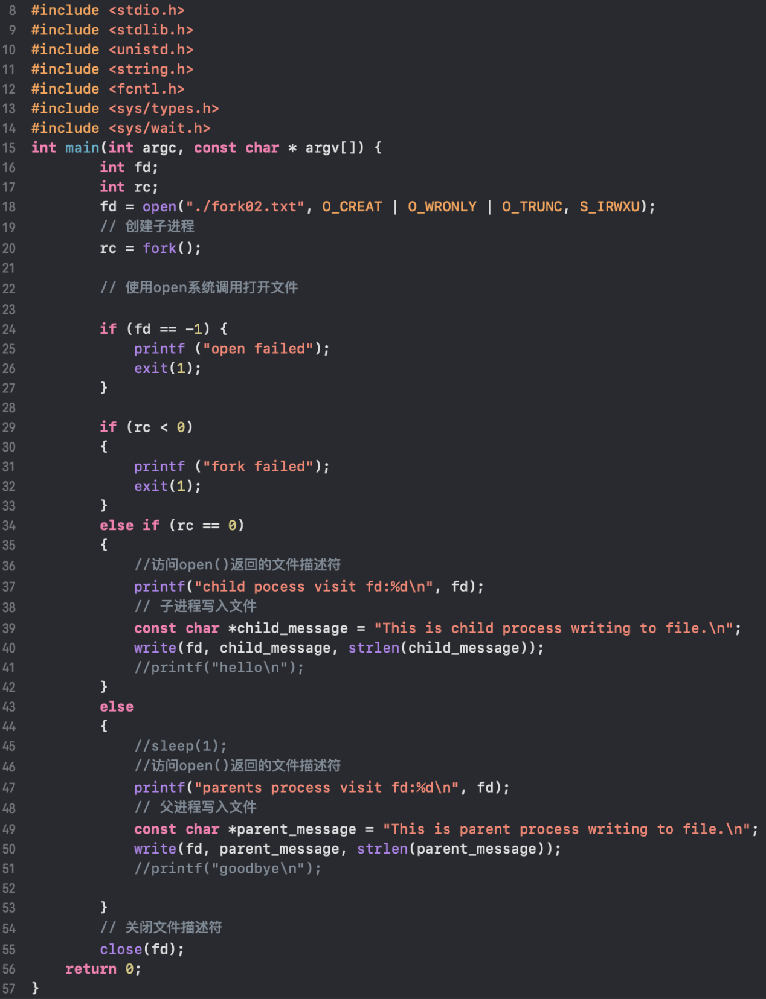 8 #include <stdio.h>
9 #include <stdlib.h>
10 #include <unistd.h>
11 #include <string.h>
12 #include <fcntl.h>
13 #include <sys/types.h>
14 #include <sys/wait.h>
15 int main(int argc, const char * argv[]) {
16         int fd;
17         int rc;
18         fd = open("./fork02.txt", O_CREAT | O_WRONLY | O_TRUNC, S_IRWXU);
19         // 创建子进程
20         rc = fork();
21
22         // 使用open系统调用打开文件
23
24         if (fd == -1) {
25             printf ("open failed");
26             exit(1);
27         }
28
29         if (rc < 0)
30         {
31             printf ("fork failed");
32             exit(1);
33         }
34         else if (rc == 0)
35         {
36             //访问open()返回的文件描述符
37             printf("child pocess visit fd:%d\n", fd);
38             // 子进程写入文件
39             const char *child_message = "This is child process writing to file.\n";
40             write(fd, child_message, strlen(child_message));
41             //printf("hello\n");
42         }
43         else
44         {
45             //sleep(1);
46             //访问open()返回的文件描述符
47             printf("parents process visit fd:%d\n", fd);
48             // 父进程写入文件
49             const char *parent_message = "This is parent process writing to file.\n";
50             write(fd, parent_message, strlen(parent_message));
51             //printf("goodbye\n");
52
53         }
54         // 关闭文件描述符
55         close(fd);
56     return 0;
57 }